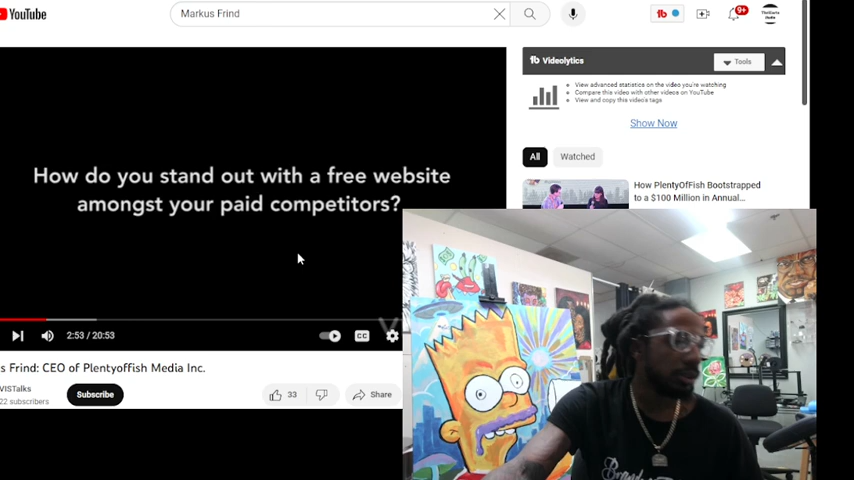 YouTube
Markus Frind
9+
Videolytics
Tools
View advanced statistics on the video you're watching
Compare this video with other videos on YouTube
View and copy this video's tags
Show Now
All
Watched
How PlentyOfFish Bootstrapped
to a $100 Million in Annual...
How do you stand out with a free website
amongst your paid competitors?
2:53 / 20:53
CC
s Frind: CEO of Plentyoffish Media Inc.
VISTalks
22 subscribers
Subscribe
33
Share